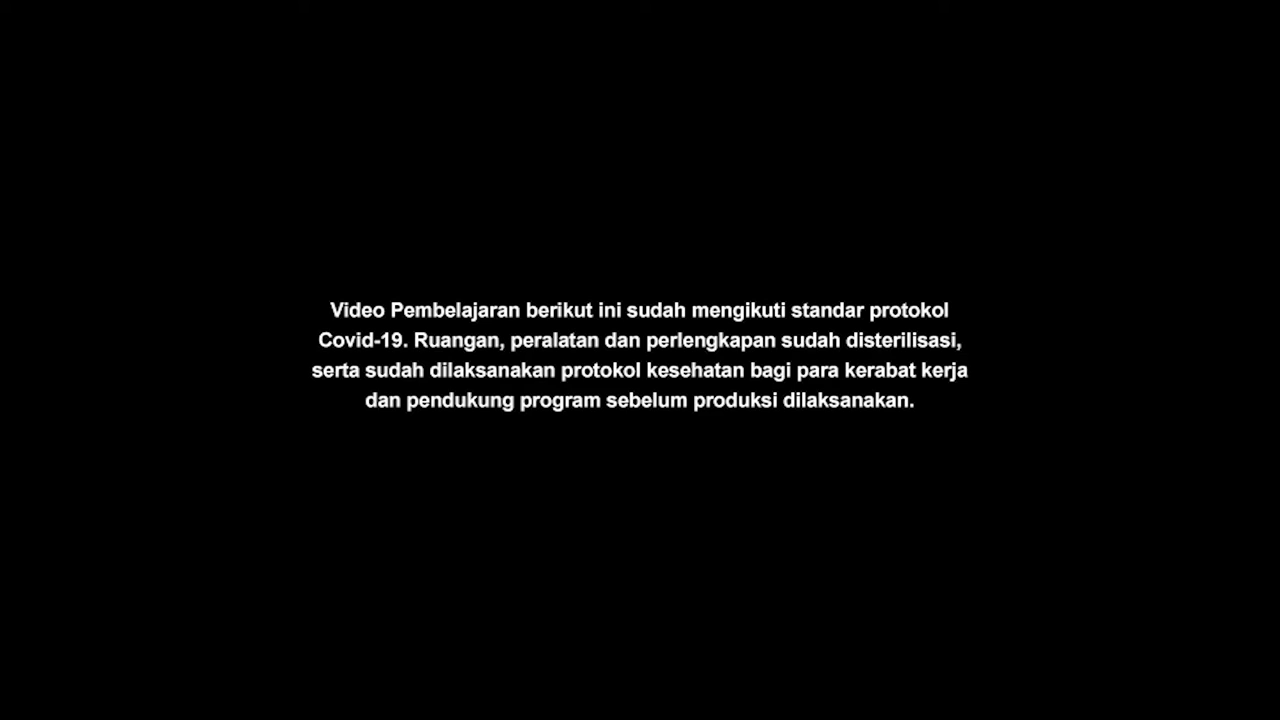 Video Pembelajaran berikut ini sudah mengikuti standar protokol
Covid-19. Ruangan, peralatan dan perlengkapan sudah disterilisasi,
serta sudah dilaksanakan protokol kesehatan bagi para kerabat kerja
dan pendukung program sebelum produksi dilaksanakan.